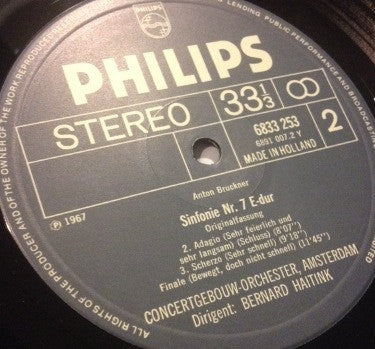 LENDING, PUBLIC PERFORMANCE AND BROADCASTING
PHILIPS
STEREO
33 1/3
6833 253
6851 007.2 Y
MADE IN HOLLAND
2
℗ 1967
Anton Bruckner
Sinfonie Nr. 7 E-dur
Originalfassung
2. Adagio (Sehr feierlich und
sehr langsam) (Schluss) (8'07")
3. Scherzo (Sehr schnell) (9'18")
Finale (Bewegt, doch nicht schnell) (11'45")
CONCERTGEBOUW-ORCHESTER, AMSTERDAM
Dirigent: BERNARD HAITINK
ALL RIGHTS OF THE PRODUCER AND OF THE OWNER OF THE WORK REPRODUCED